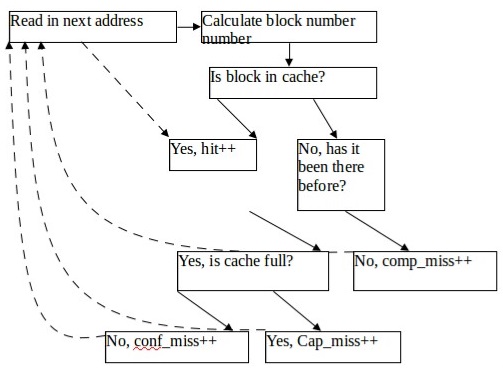 Read in next address
Calculate block number
number
Is block in cache?
Yes, hit++
No, has it
been there
before?
Yes, is cache full?
No, comp_miss++
No, conf_miss++
Yes, Cap_miss++